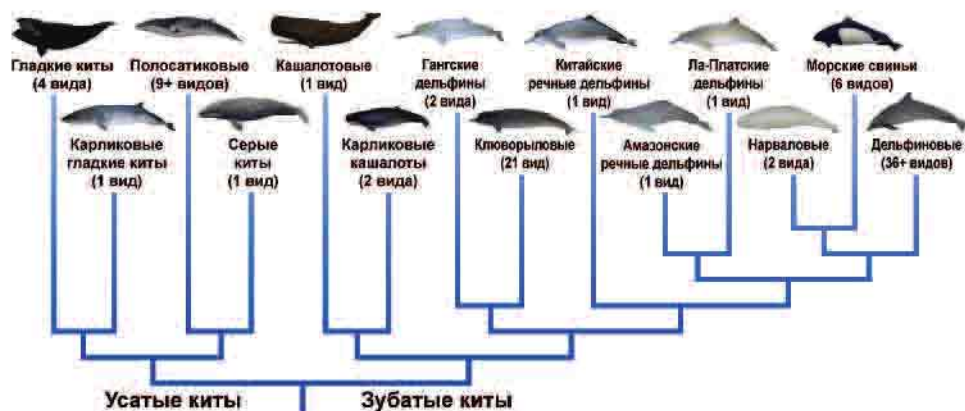 Гладкие киты
(4 вида)
Полосатиковые
(9+ видов)
Кашалотовые
(1 вид)
Гангские
дельфины
(2 вида)
Китайские
речные дельфины
(1 вид)
Ла-Платские
дельфины
(1 вид)
Морские свиньи
(6 видов)
Карликовые
гладкие киты
(1 вид)
Серые
киты
(1 вид)
Карликовые
кашалоты
(2 вида)
Клюворыловые
(21 вид)
Амазонские
речные дельфины
(1 вид)
Нарваловые
(2 вида)
Дельфиновые
(36+ видов)
Усатые киты
Зубатые киты